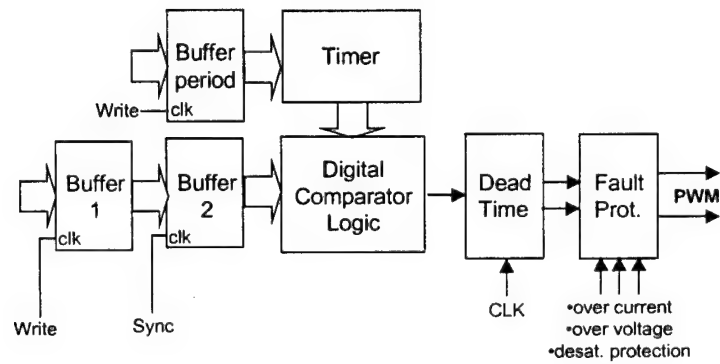 Buffer
period
clk
Timer
Write
Buffer
1
clk
Buffer
2
clk
Digital
Comparator
Logic
Dead
Time
Fault
Prot.
PWM
Write
Sync
CLK
•over current
•over voltage
•desat. protection